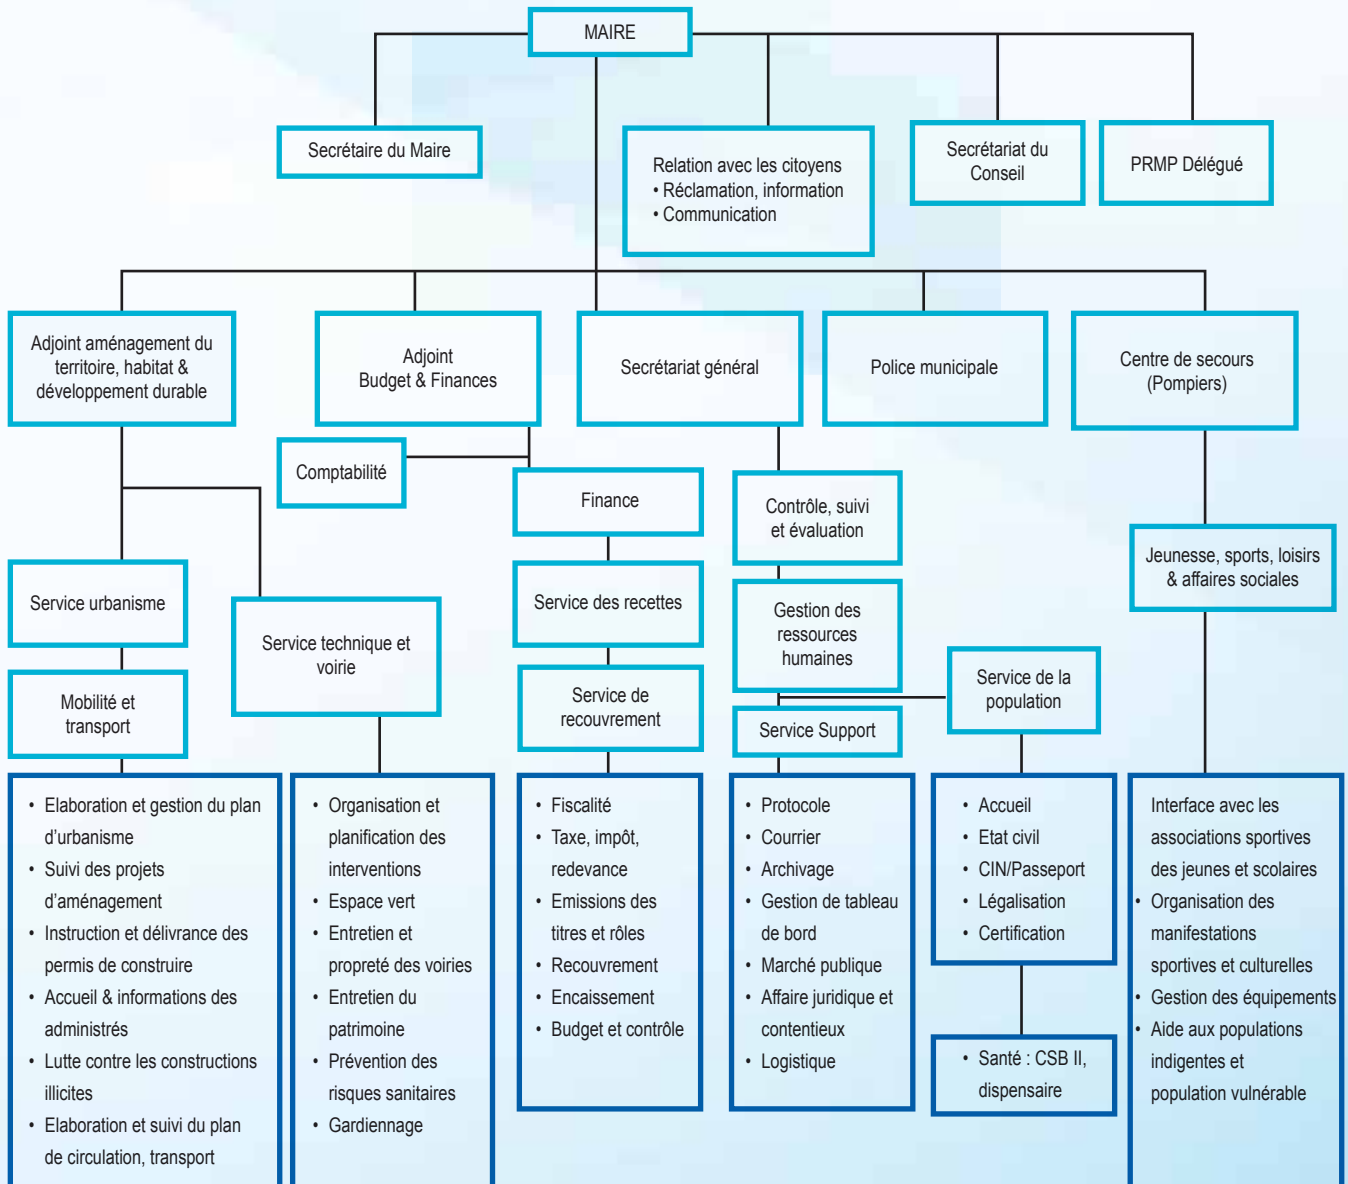 MAIRE
Secrétaire du Maire
Relation avec les citoyens
• Réclamation, information
• Communication
Secrétariat du
Conseil
PRMP Délégué
Adjoint aménagement du
territoire, habitat &
développement durable
Adjoint
Budget & Finances
Secrétariat général
Police municipale
Centre de secours
(Pompiers)
Comptabilité
Finance
Contrôle, suivi
et évaluation
Jeunesse, sports, loisirs
& affaires sociales
Service urbanisme
Service technique et
voirie
Service des recettes
Gestion des
ressources
humaines
Mobilité et
transport
Service de
recouvrement
Service Support
Service de la
population
• Elaboration et gestion du plan
d'urbanisme
• Suivi des projets
d'aménagement
• Instruction et délivrance des
permis de construire
• Accueil & informations des
administrés
• Lutte contre les constructions
illicites
• Elaboration et suivi du plan
de circulation, transport
• Organisation et
planification des
interventions
• Espace vert
• Entretien et
propreté des voiries
• Entretien du
patrimoine
• Prévention des
risques sanitaires
• Gardiennage
• Fiscalité
• Taxe, impôt,
redevance
• Emissions des
titres et rôles
• Recouvrement
• Encaissement
• Budget et contrôle
• Protocole
• Courrier
• Archivage
• Gestion de tableau
de bord
• Marché publique
• Affaire juridique et
contentieux
• Logistique
• Accueil
• Etat civil
• CIN/Passeport
• Légalisation
• Certification
• Santé : CSB II,
dispensaire
Interface avec les
associations sportives
des jeunes et scolaires
• Organisation des
manifestations
sportives et culturelles
• Gestion des équipements
• Aide aux populations
indigentes et
population vulnérable